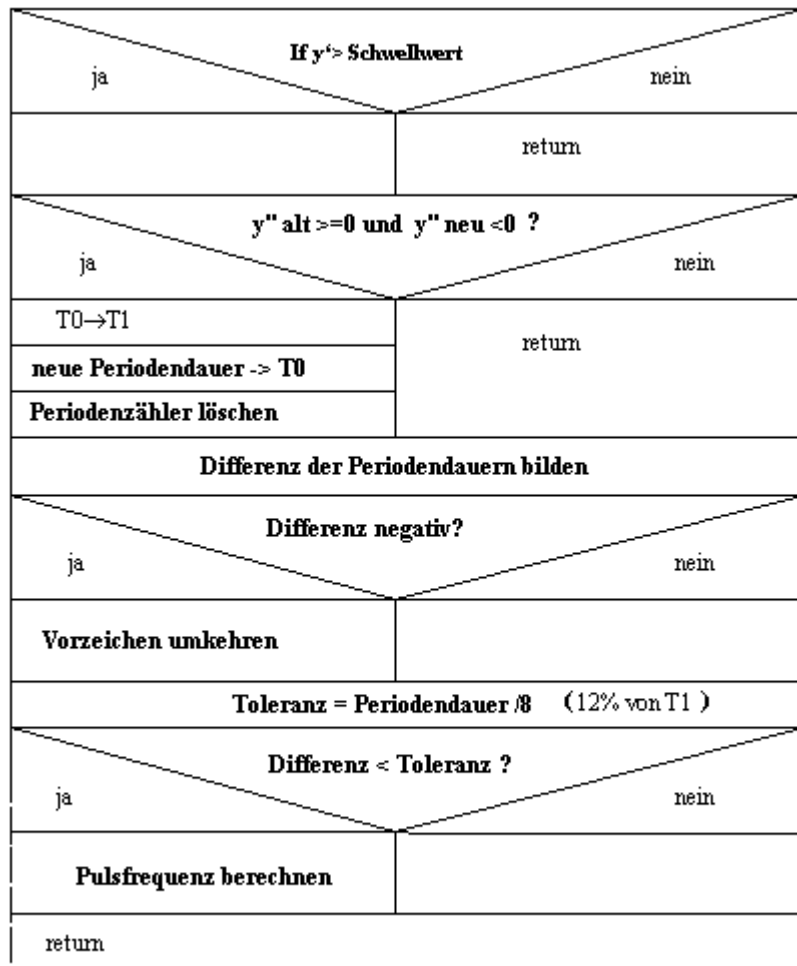 If y‘> Schwellwert
ja
nein
return
y" alt >=0 und y" neu <0 ?
ja
nein
T0→T1
return
neue Periodendauer -> T0
Periodenzähler löschen
Differenz der Periodendauern bilden
Differenz negativ?
ja
nein
Vorzeichen umkehren
Toleranz = Periodendauer /8 (12% von T1 )
Differenz < Toleranz ?
ja
nein
Pulsfrequenz berechnen
return